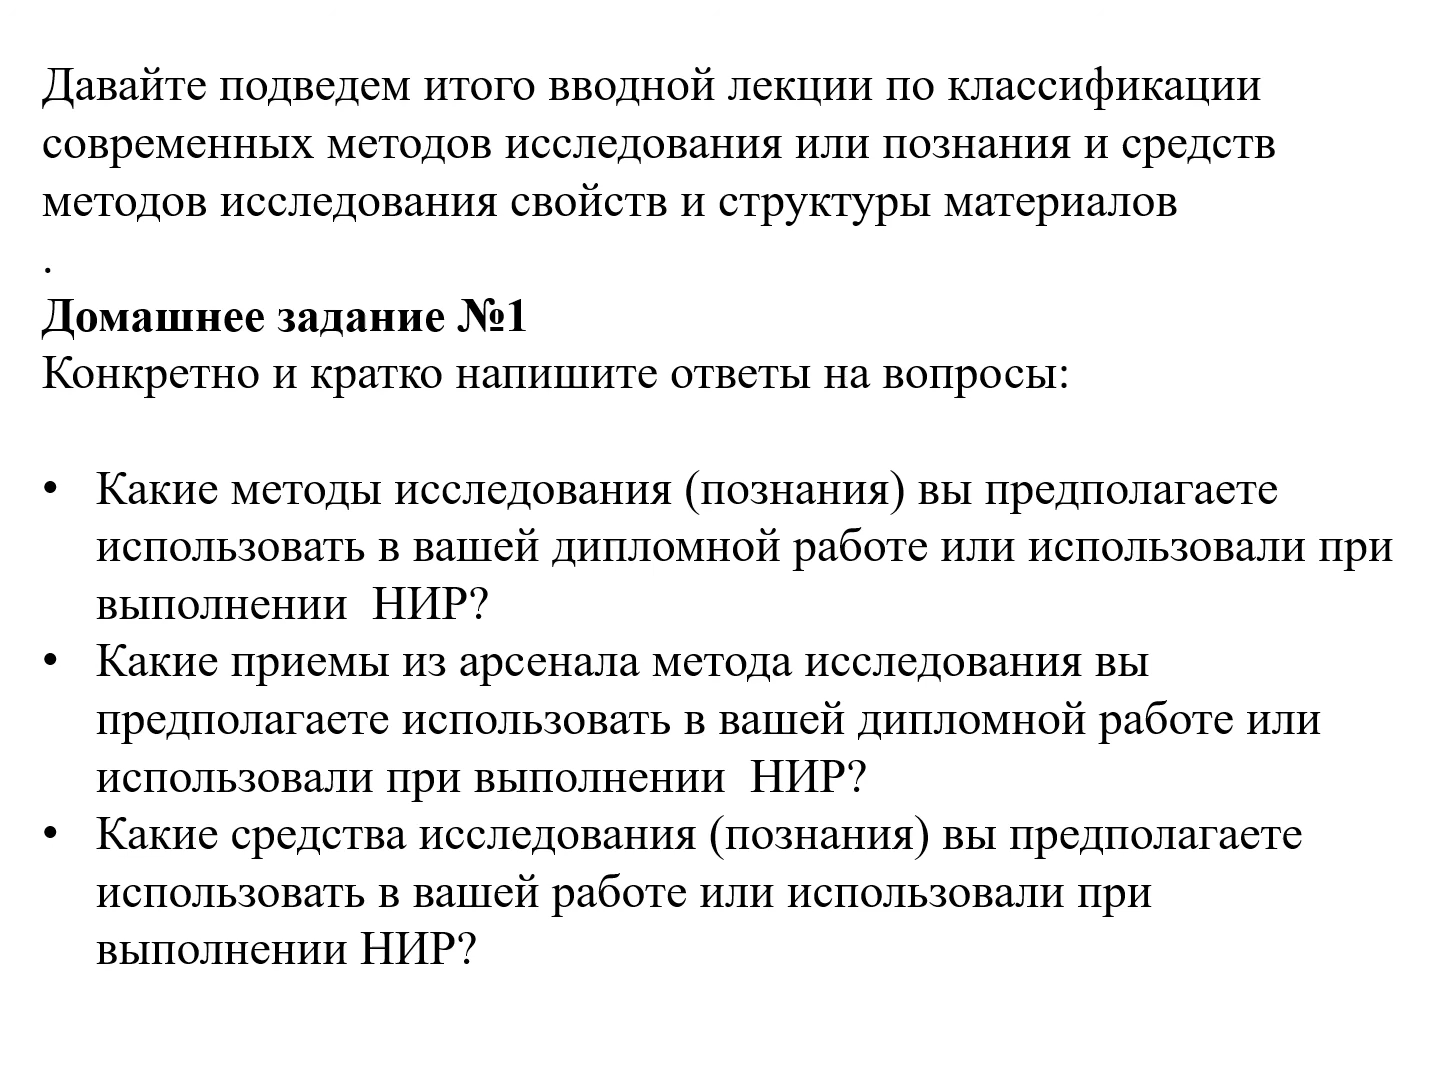 Давайте подведем итого вводной лекции по классификации
современных методов исследования или познания и средств
методов исследования свойств и структуры материалов
.
Домашнее задание №1
Конкретно и кратко напишите ответы на вопросы:
• Какие методы исследования (познания) вы предполагаете
использовать в вашей дипломной работе или использовали при
выполнении  НИР?
• Какие приемы из арсенала метода исследования вы
предполагаете использовать в вашей дипломной работе или
использовали при выполнении  НИР?
• Какие средства исследования (познания) вы предполагаете
использовать в вашей работе или использовали при
выполнении НИР?